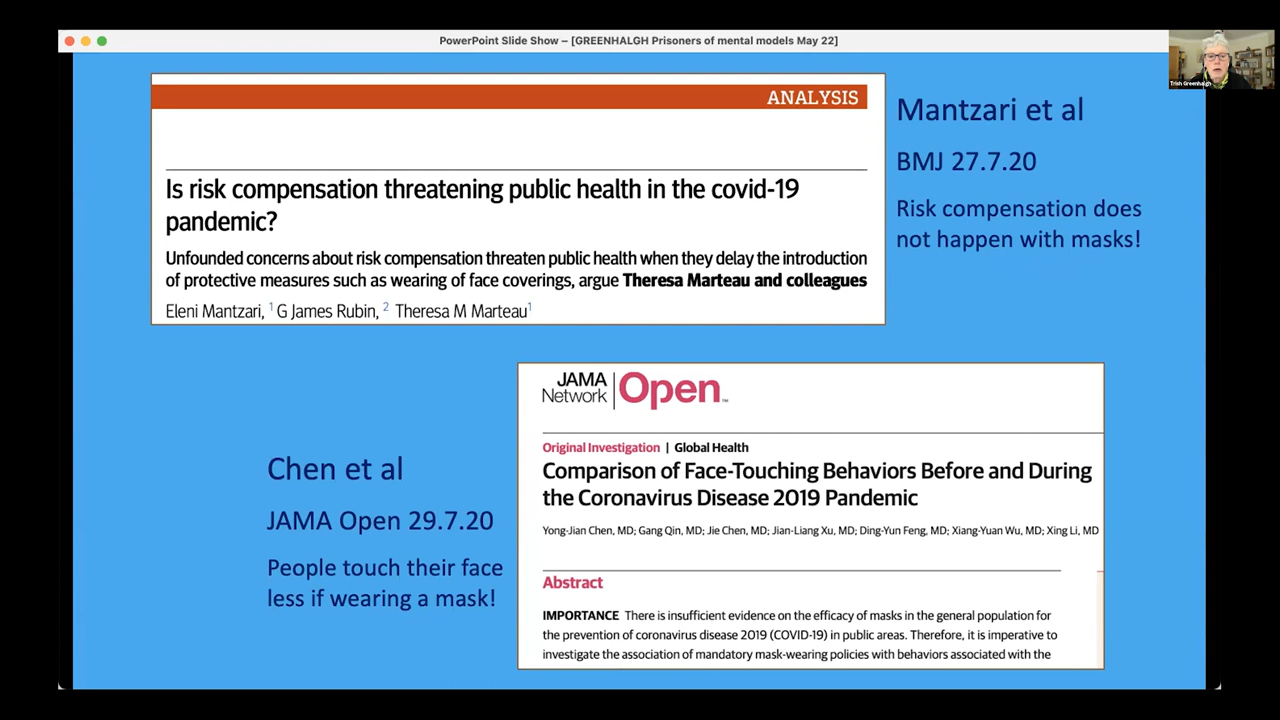 PowerPoint Slide Show – [GREENHALGH Prisoners of mental models May 22]
Trish Greenhalgh
ANALYSIS
Is risk compensation threatening public health in the covid-19
pandemic?
Unfounded concerns about risk compensation threaten public health when they delay the introduction
of protective measures such as wearing of face coverings, argue Theresa Marteau and colleagues
Eleni Mantzari, 1 G James Rubin, 2 Theresa M Marteau1
Mantzari et al
BMJ 27.7.20
Risk compensation does
not happen with masks!
Chen et al
JAMA Open 29.7.20
People touch their face
less if wearing a mask!
JAMA
Network Open™
Original Investigation | Global Health
Comparison of Face-Touching Behaviors Before and During
the Coronavirus Disease 2019 Pandemic
Yong-Jian Chen, MD; Gang Qin, MD; Jie Chen, MD; Jian-Liang Xu, MD; Ding-Yun Feng, MD; Xiang-Yuan Wu, MD; Xing Li, MD
Abstract
IMPORTANCE There is insufficient evidence on the efficacy of masks in the general population for
the prevention of coronavirus disease 2019 (COVID-19) in public areas. Therefore, it is imperative to
investigate the association of mandatory mask-wearing policies with behaviors associated with the